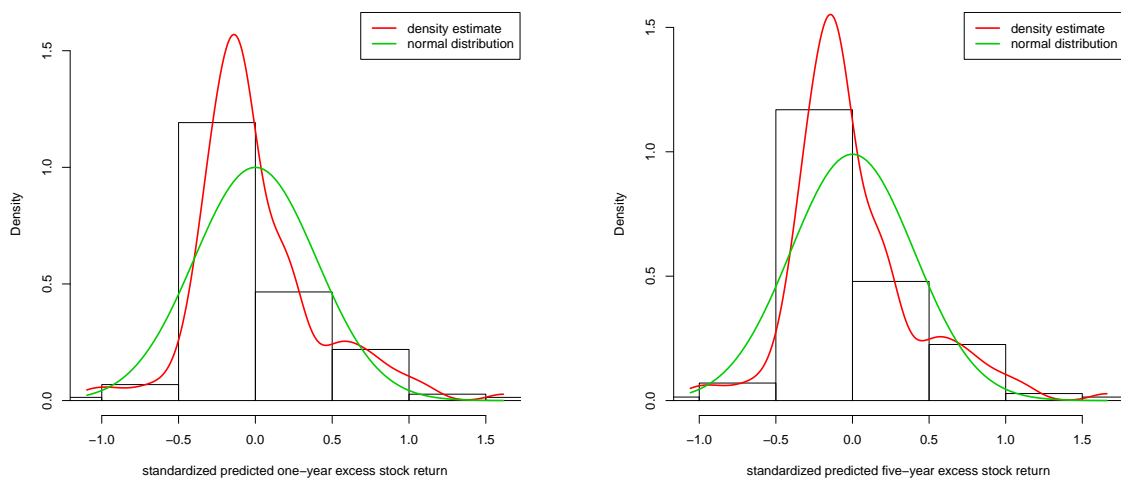 density estimate
normal distribution
Density
0.0
0.5
1.0
1.5
−1.0
−0.5
0.0
0.5
1.0
1.5
standardized predicted one−year excess stock return
density estimate
normal distribution
Density
0.0
0.5
1.0
1.5
−1.0
−0.5
0.0
0.5
1.0
1.5
standardized predicted five−year excess stock return